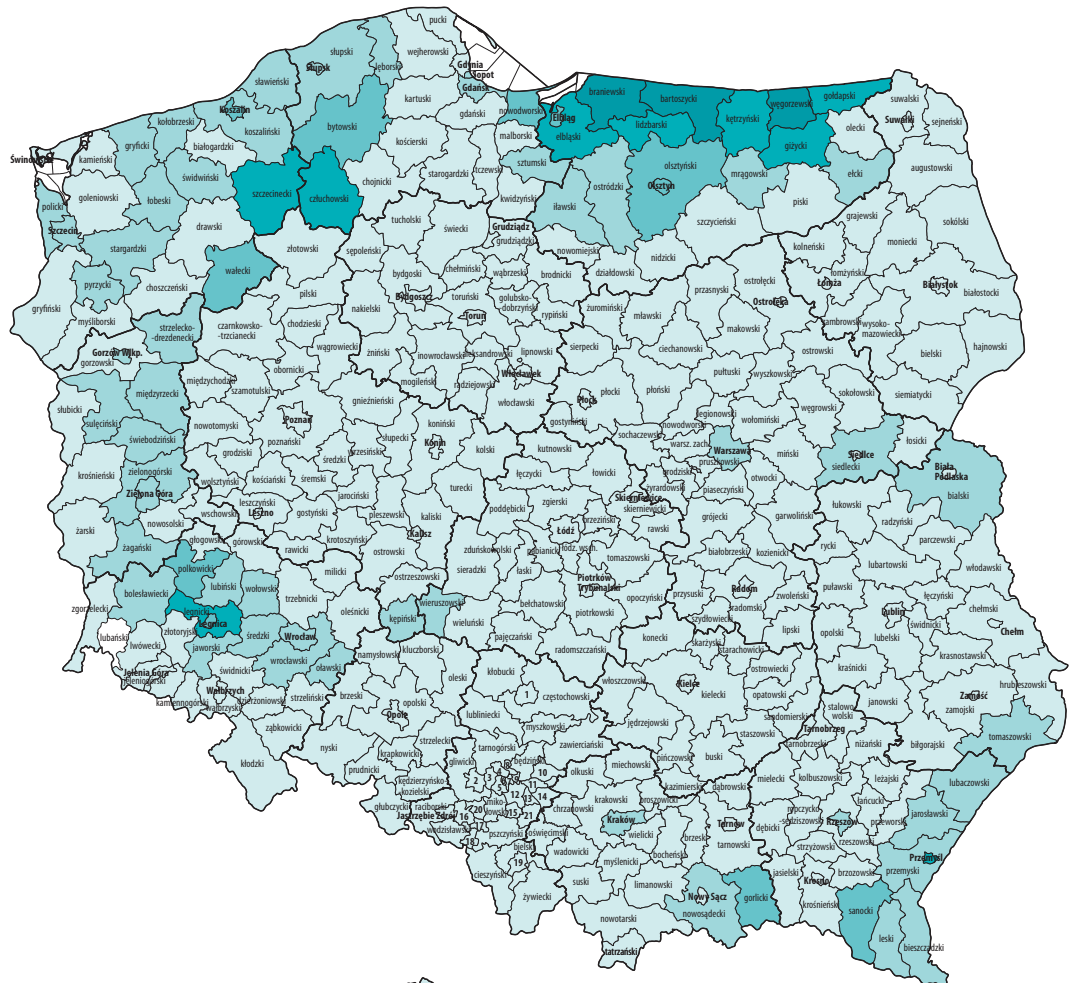 pucki
słupski
wejherowski
lęborski
Gdynia
Sopot
Słupsk
sławieński
Gdańsk
kartuski
nowodworski
gdański
Koszalin
kołobrzeski
koszaliński
bytowski
malborski
Elbląg
elbląski
braniewski
bartoszycki
lidzbarski
kętrzyński
węgorzewski
gołdapski
giżycki
suwalski
Suwałki
sejneński
olecki
augustowski
Świnoujście
kamieński
gryficki
białogardzki
kościerski
starogardzki
tczewski
sztumski
kwidzyński
iławski
ostródzki
olsztyński
Olsztyn
mrągowski
ełcki
piski
goleniowski
łobeski
świdwiński
szczecinecki
człuchowski
chojnicki
policki
Szczecin
stargardzki
drawski
złotowski
sępoleński
tucholski
świecki
Grudziądz
grudziądzki
nowomiejski
działdowski
nidzicki
szczycieński
kolneński
grajewski
moniecki
sokólski
pyrzycki
choszczeński
wałecki
pilski
bydgoski
Bydgoszcz
chełmiński
wąbrzeski
brodnicki
toruński
Toruń
golubsko-
dobrzyński
rypiński
żuromiński
mławski
przasnyski
ostrołęcki
Ostrołęka
łomżyński
Łomża
Białystok
białostocki
gryfiński
myśliborski
strzelecko-
-drezdenecki
czarnkowsko-
-trzcianecki
chodzieski
nakielski
wągrowiecki
żniński
inowrocławski
aleksandrowski
lipnowski
sierpecki
ciechanowski
makowski
zambrowski
wysoko-
mazowiecki
bielski
hajnowski
Gorzów Wlkp.
gorzowski
międzychodzki
szamotulski
obornicki
mogileński
radziejowski
Włocławek
włocławski
płocki
Płock
płoński
pułtuski
wyszkowski
ostrowski
siemiatycki
słubicki
sulęciński
międzyrzecki
nowotomyski
Poznań
poznański
gnieźnieński
słupecki
koniński
Konin
kolski
kutnowski
gostyniński
sochaczewski
nowodworski
legionowski
wołomiński
węgrowski
sokołowski
łosicki
świebodziński
grodziski
średzki
wrzesiński
warsz. zach.
Warszawa
pruszkowski
grodziski
miński
siedlecki
Siedlce
Biała
Podlaska
bialski
krośnieński
zielonogórski
Zielona Góra
wolsztyński
kościański
śremski
jarociński
turecki
łęczycki
łowicki
Skierniewice
skierniewicki
żyrardowski
piaseczyński
otwocki
garwoliński
łukowski
radzyński
parczewski
żarski
nowosolski
wschowski
leszczyński
Leszno
gostyński
pleszewski
kaliski
Kalisz
poddębicki
zgierski
Łódź
brzeziński
łódz. wsch.
pabianicki
rawski
grójecki
białobrzeski
kozienicki
rycki
lubartowski
włodawski
żagański
głogowski
górowski
rawicki
krotoszyński
ostrowski
sieradzki
zduńskowolski
łaski
tomaszowski
Piotrków
Trybunalski
piotrkowski
opoczyński
przysuski
Radom
radomski
zwoleński
puławski
Lublin
lubelski
łęczyński
świdnicki
chełmski
Chełm
zgorzelecki
bolesławiecki
polkowicki
lubiński
wołowski
milicki
trzebnicki
oleśnicki
ostrzeszowski
kępiński
wieruszowski
wieluński
bełchatowski
pajęczański
radomszczański
konecki
szydłowiecki
skarżyski
starachowicki
lipski
opolski
kraśnicki
krasnostawski
lubański
lwówecki
złotoryjski
legnicki
Legnica
jaworski
średzki
Wrocław
wrocławski
oławski
namysłowski
kluczborski
oleski
kłobucki
1
częstochowski
włoszczowski
Kielce
kielecki
ostrowiecki
opatowski
sandomierski
janowski
Zamość
zamojski
hrubieszowski
Jelenia Góra
jeleniogórski
kamiennogórski
Wałbrzych
wałbrzyski
świdnicki
dzierżoniowski
strzeliński
brzeski
Opole
opolski
lubliniecki
myszkowski
zawierciański
jędrzejowski
pińczowski
buski
staszowski
Tarnobrzeg
tarnobrzeski
stalowo-
wolski
niżański
biłgorajski
tomaszowski
kłodzki
ząbkowicki
nyski
prudnicki
krapkowicki
strzelecki
kędzierzyńsko-
kozielski
głubczycki
tarnogórski
gliwicki
będziński
2
3
4
5
10
11
12
13
14
15
16
17
18
19
20
21
raciborski
Jastrzębie Zdrój
wodzisławski
miko-
łowski
pszczyński
bielski
cieszyński
żywiecki
olkuski
miechowski
chrzanowski
krakowski
Kraków
proszowicki
kazimierski
dąbrowski
mielecki
kolbuszowski
leżajski
lubaczowski
oświęcimski
wadowicki
wielicki
myślenicki
bocheński
brzeski
Tarnów
tarnowski
dębicki
ropczycko-
-sędziszowski
Rzeszów
rzeszowski
łańcucki
przeworski
jarosławski
suski
limanowski
nowotarski
tatrzański
Nowy Sącz
nowosądecki
gorlicki
jasielski
strzyżowski
Krosno
krośnieński
brzozowski
Przemyśl
przemyski
sanocki
leski
bieszczadzki